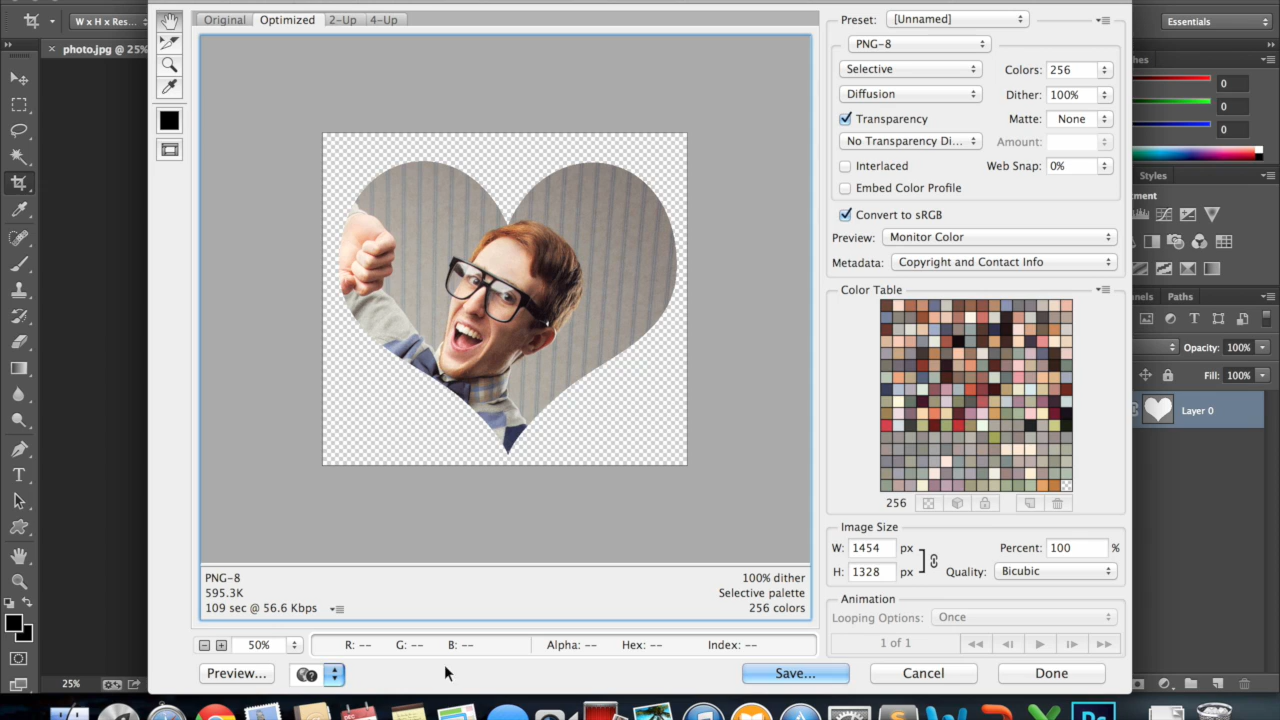 W x H x Res...
photo.jpg @ 25%
Original
Optimized
2-Up
4-Up
Preset:
[Unnamed]
PNG-8
Selective
Colors: 256
Diffusion
Dither: 100%
Transparency
Matte: None
No Transparency Di...
Amount:
Interlaced
Web Snap: 0%
Embed Color Profile
Convert to sRGB
Preview: Monitor Color
Metadata: Copyright and Contact Info
Color Table
256
Image Size
W: 1454 px
Percent: 100 %
H: 1328 px
Quality: Bicubic
Animation
Looping Options: Once
1 of 1
PNG-8
595.3K
109 sec @ 56.6 Kbps
100% dither
Selective palette
256 colors
50%
R: --
G: --
B: --
Alpha: --
Hex: --
Index: --
Preview...
Save...
Cancel
Done
25%
Essentials
0
0
0
Styles
Paths
Opacity: 100%
Fill: 100%
Layer 0